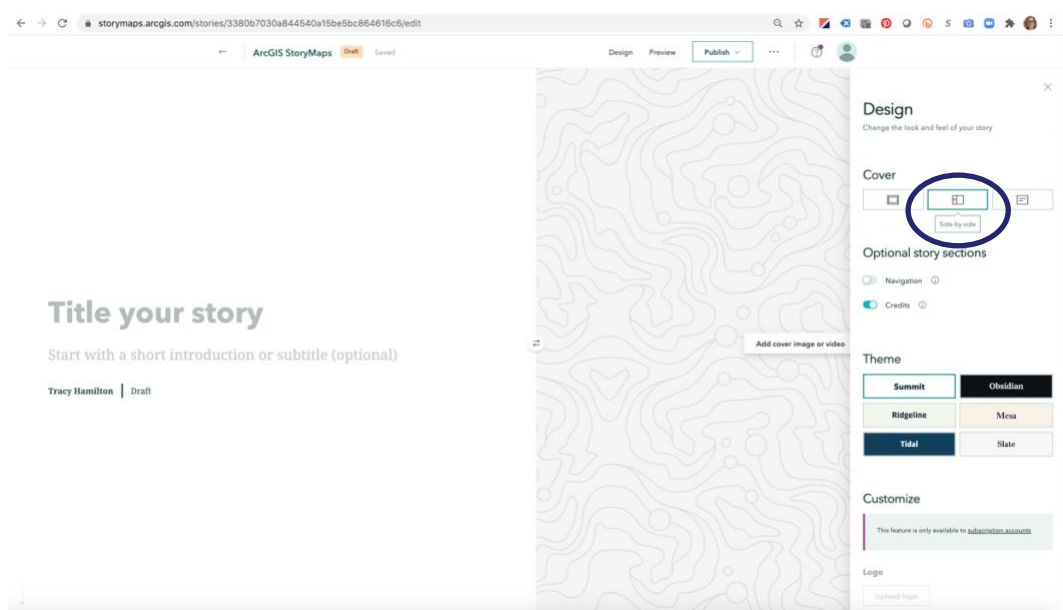 storymaps.arcgis.com/stories/3380b7030a844540a15be5bc864616c6/edit
ArcGIS StoryMaps Draft Saved
Design Preview Publish
Design
Change the look and feel of your story
Cover
Side-by-side
Optional story sections
Navigation
Credits
Title your story
Start with a short introduction or subtitle (optional)
Tracy Hamilton | Draft
Add cover image or video
Theme
Summit Obsidian
Ridgeline Mesa
Tidal Slate
Customize
This feature is only available to subscription accounts
Logo
Upload logo